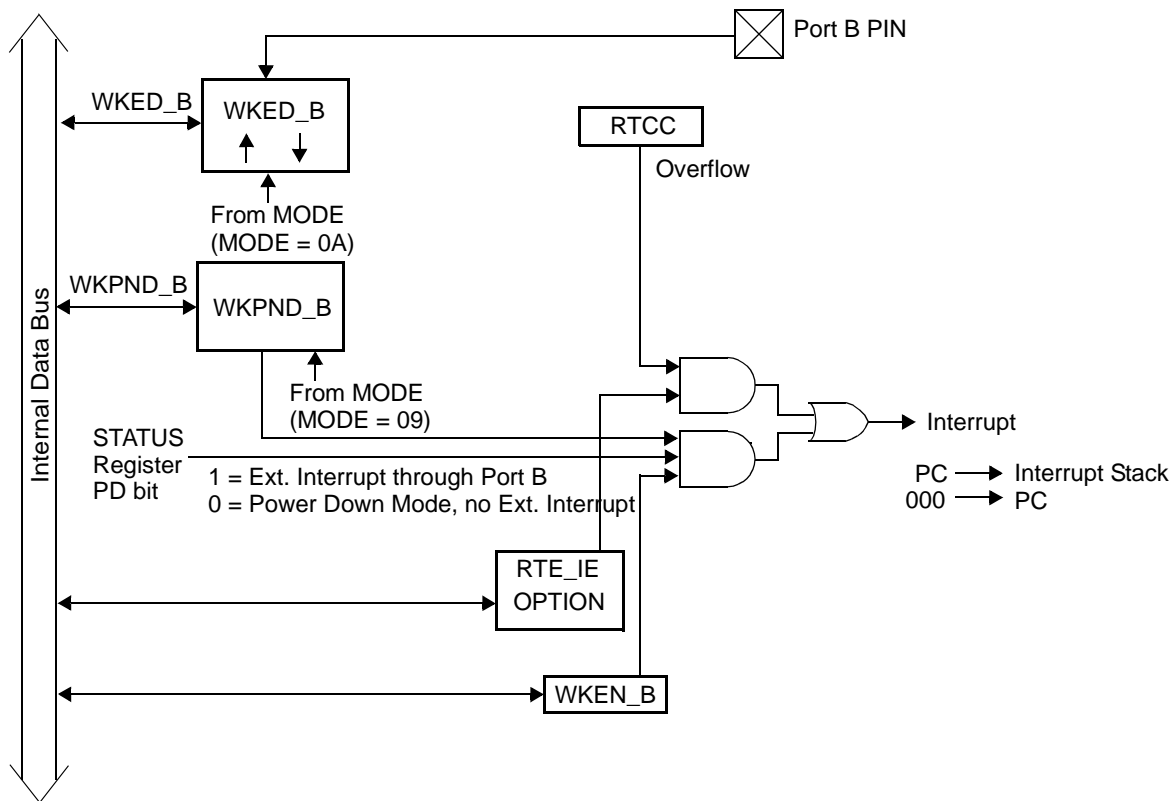 Port B PIN
WKED_B
WKED_B
RTCC
Overflow
From MODE
(MODE = 0A)
WKPND_B
WKPND_B
Internal Data Bus
From MODE
(MODE = 09)
STATUS
Register
PD bit
1 = Ext. Interrupt through Port B
0 = Power Down Mode, no Ext. Interrupt
Interrupt
PC
Interrupt Stack
000
PC
RTE_IE
OPTION
WKEN_B